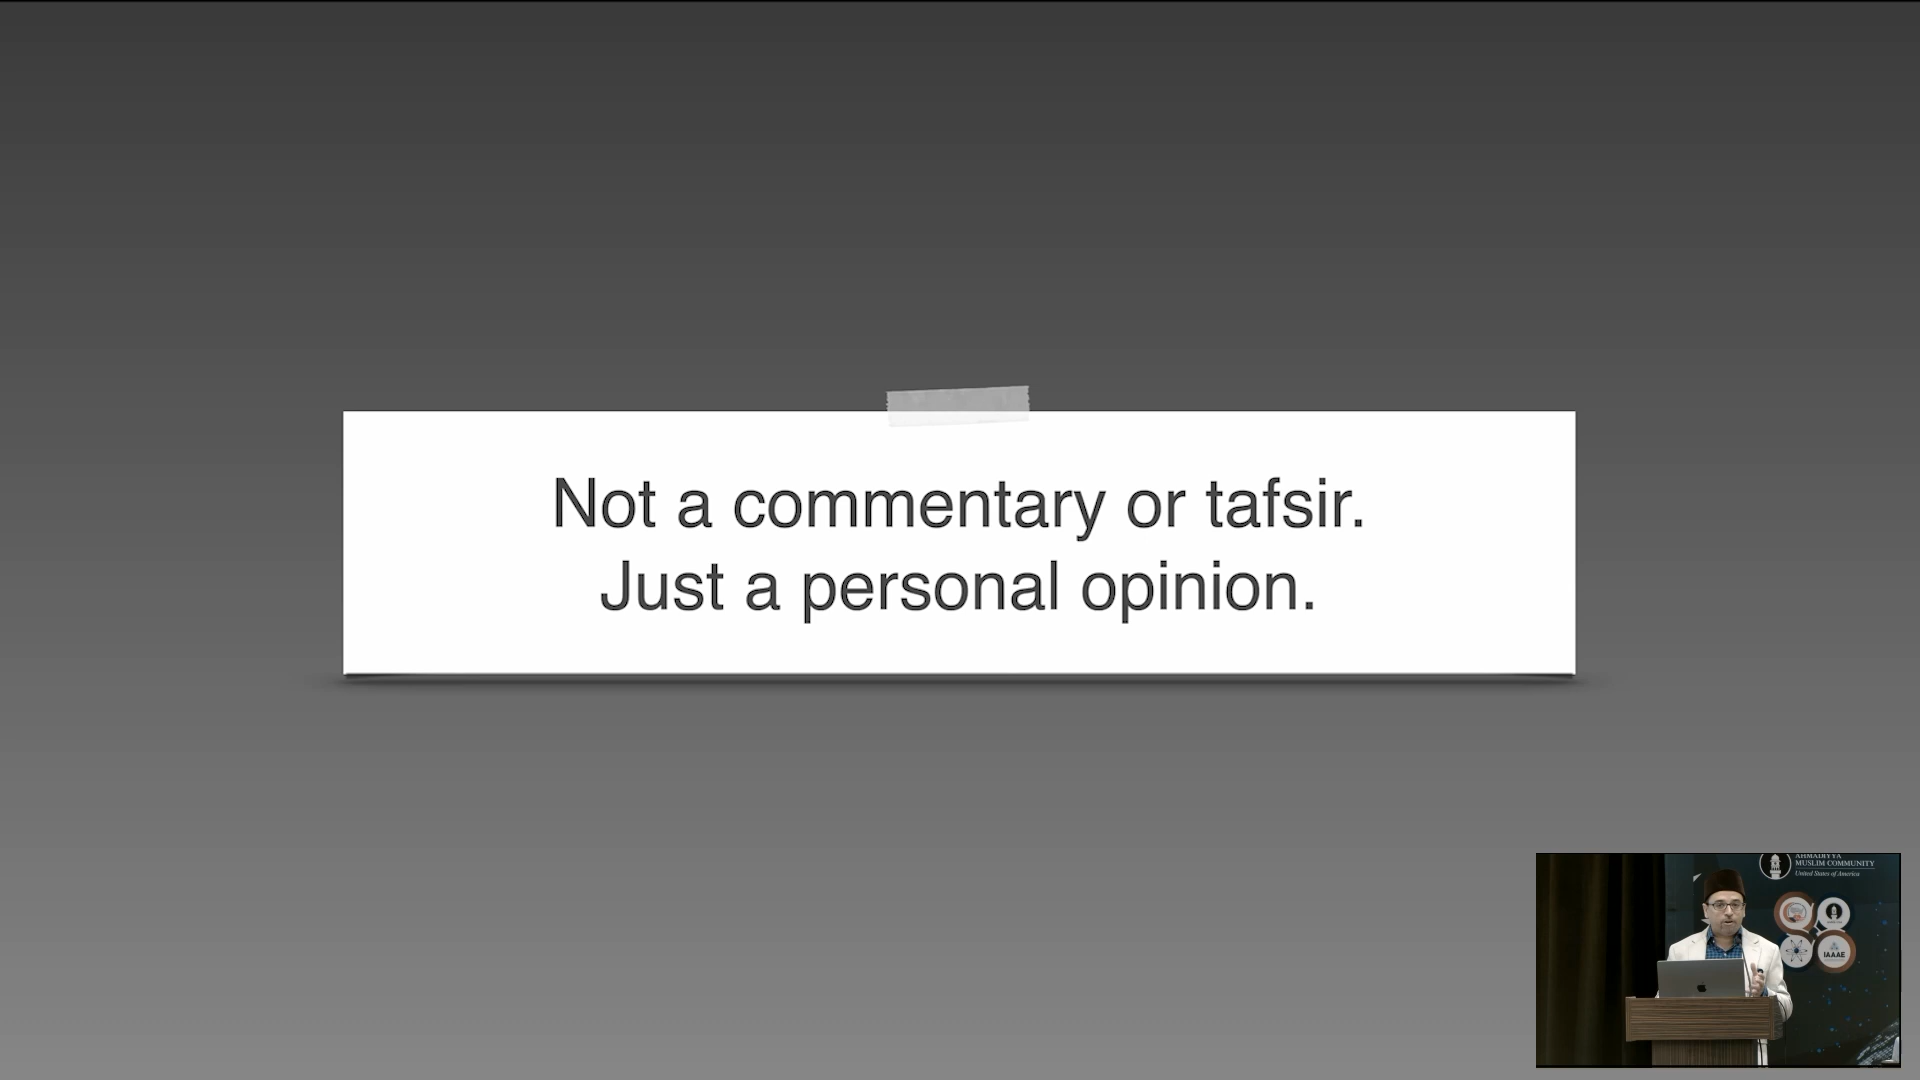 Not a commentary or tafsir.
Just a personal opinion.
AHMADIYYA
MUSLIM COMMUNITY
United States of America
IAAAE